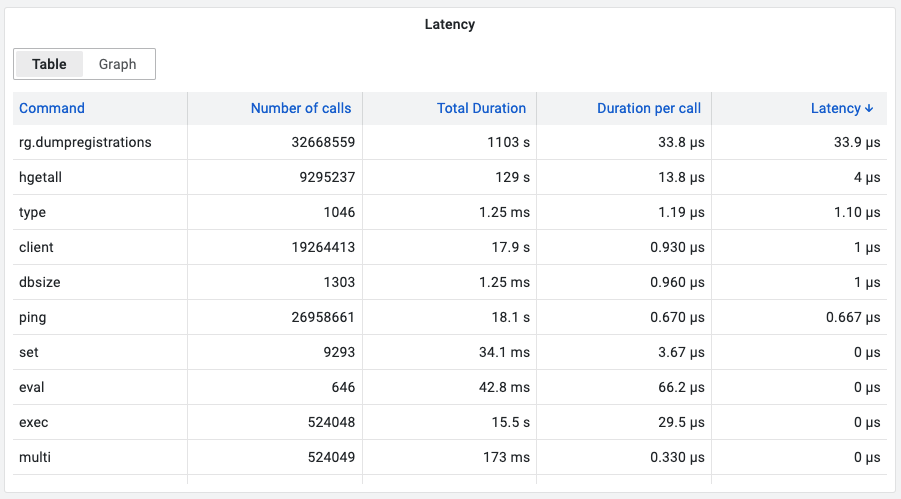 Latency
Table Graph
Command Number of calls Total Duration Duration per call Latency ↓
rg.dumpregistrations 32668559 1103 s 33.8 µs 33.9 µs
hgetall 9295237 129 s 13.8 µs 4 µs
type 1046 1.25 ms 1.19 µs 1.10 µs
client 19264413 17.9 s 0.930 µs 1 µs
dbsize 1303 1.25 ms 0.960 µs 1 µs
ping 26958661 18.1 s 0.670 µs 0.667 µs
set 9293 34.1 ms 3.67 µs 0 µs
eval 646 42.8 ms 66.2 µs 0 µs
exec 524048 15.5 s 29.5 µs 0 µs
multi 524049 173 ms 0.330 µs 0 µs